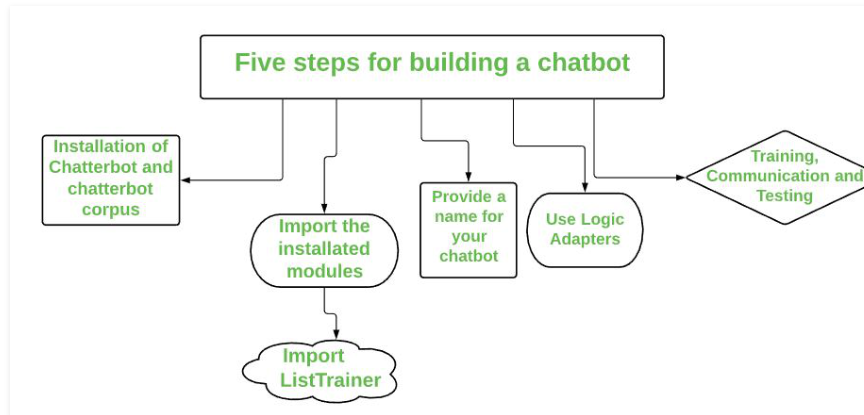 Five steps for building a chatbot
Installation of
Chatterbot and
chatterbot
corpus
Import the
installated
modules
Import
ListTrainer
Provide a
name for
your
chatbot
Use Logic
Adapters
Training,
Communication and
Testing